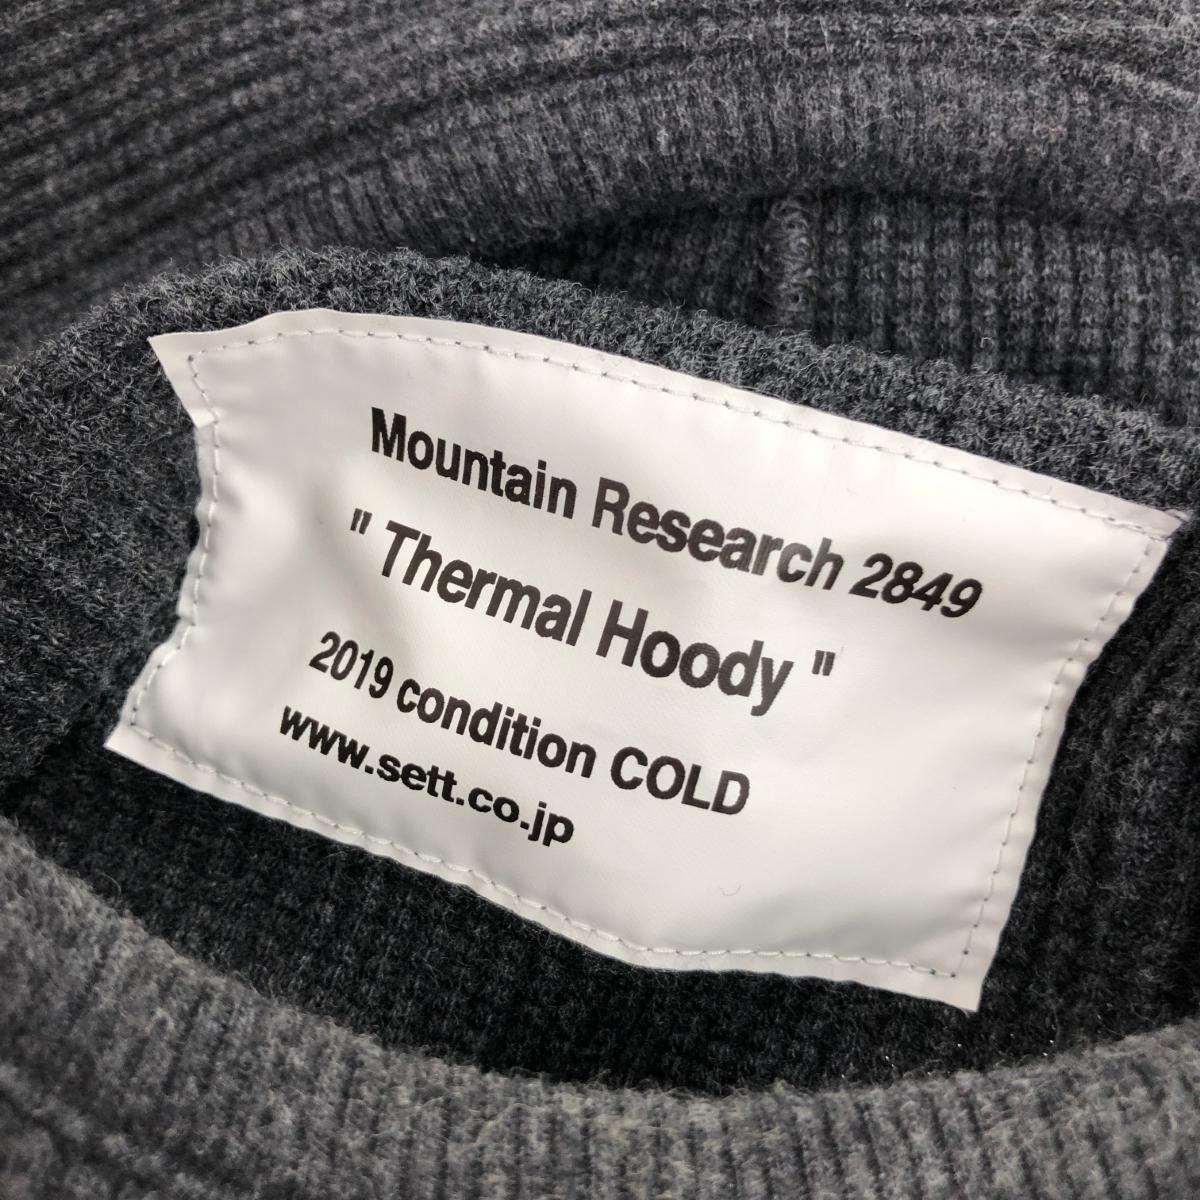 Mountain Research 2849
" Thermal Hoody "
2019 condition COLD
www.sett.co.jp